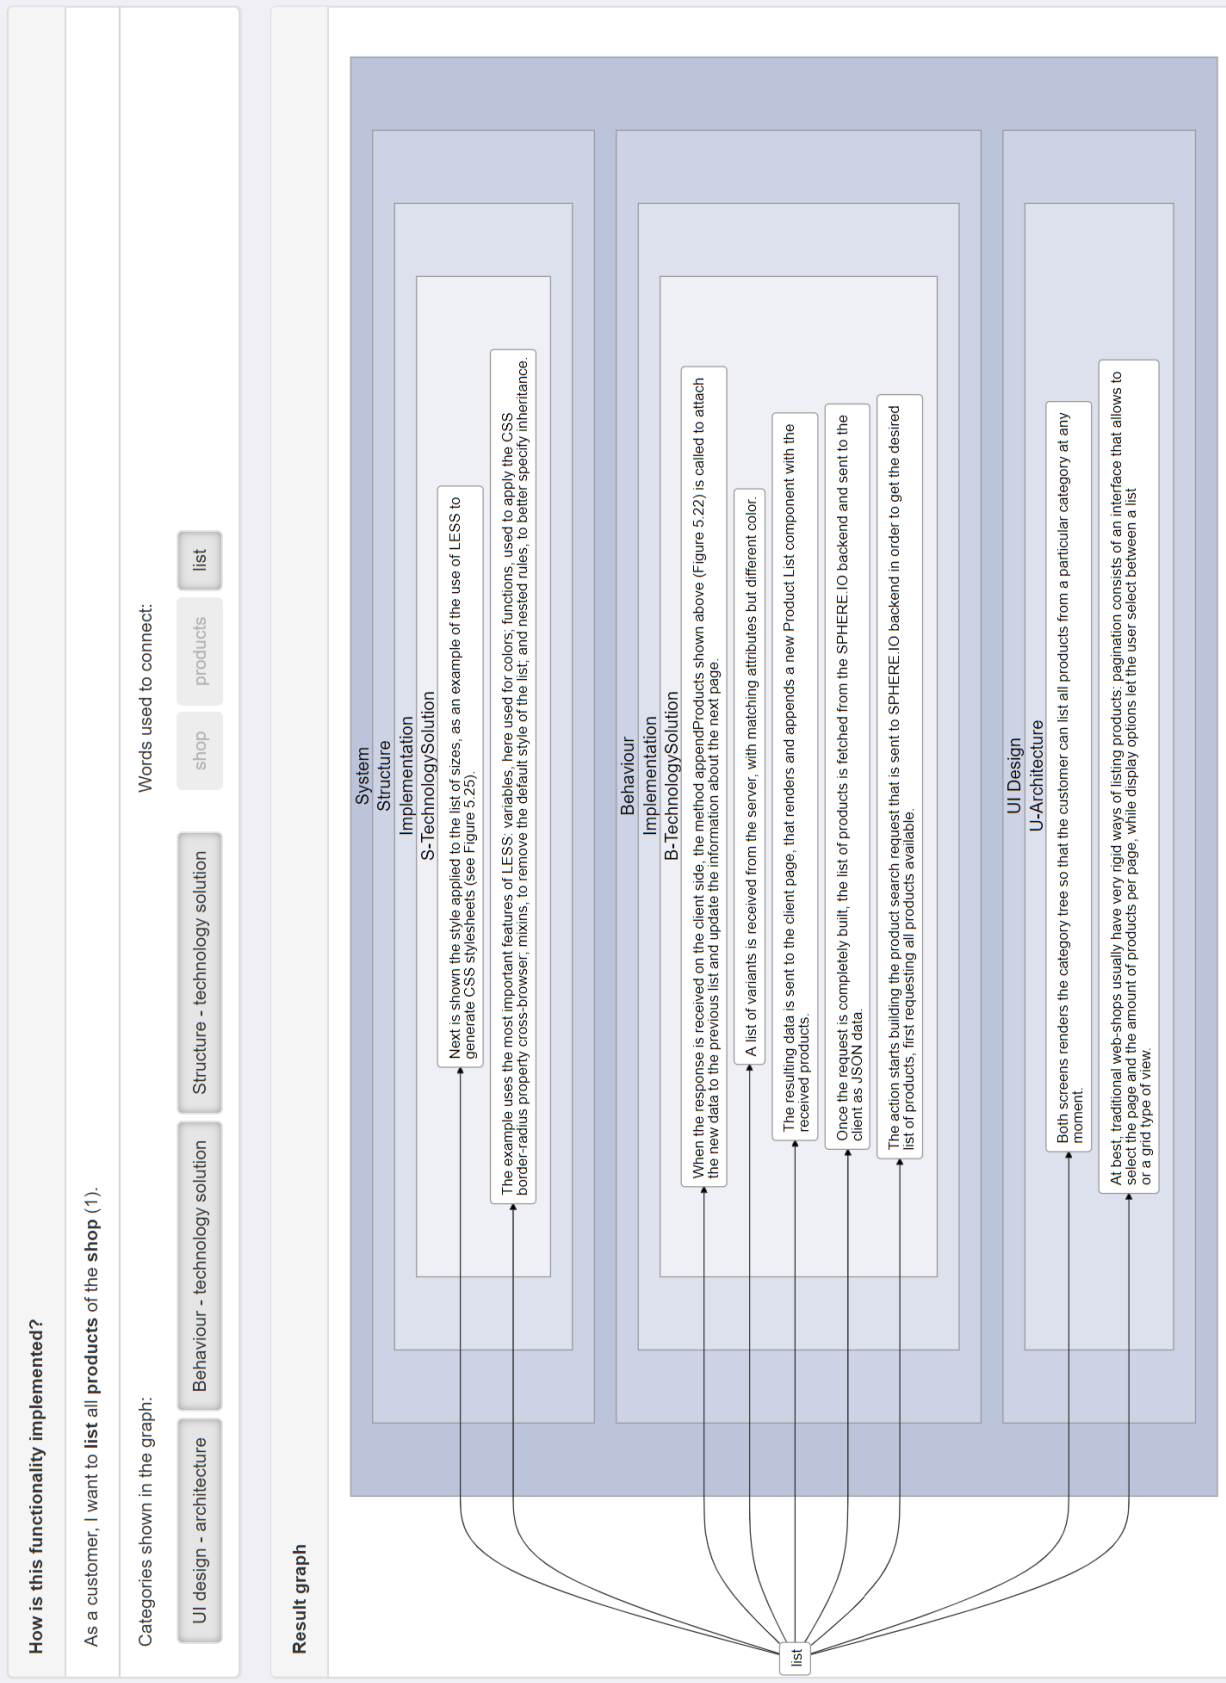 How is this functionality implemented?
As a customer, I want to list all products of the shop (1).
Categories shown in the graph:
Words used to connect:
UI design - architecture
Behaviour - technology solution
Structure - technology solution
shop
products
list
Result graph
list
System
Structure
Implementation
S-TechnologySolution
Next is shown the style applied to the list of sizes, as an example of the use of LESS to
generate CSS stylesheets (see Figure 5.25).
The example uses the most important features of LESS: variables, here used for colors; functions, used to apply the CSS
border-radius property cross-browser; mixins, to remove the default style of the list; and nested rules, to better specify inheritance.
Behaviour
Implementation
B-TechnologySolution
When the response is received on the client side, the method appendProducts shown above (Figure 5.22) is called to attach
the new data to the previous list and update the information about the next page.
A list of variants is received from the server, with matching attributes but different color.
The resulting data is sent to the client page, that renders and appends a new Product List component with the
received products.
Once the request is completely built, the list of products is fetched from the SPHERE.IO backend and sent to the
client as JSON data.
The action starts building the product search request that is sent to SPHERE.IO backend in order to get the desired
list of products, first requesting all products available.
UI Design
U-Architecture
Both screens renders the category tree so that the customer can list all products from a particular category at any
moment.
At best, traditional web-shops usually have very rigid ways of listing products: pagination consists of an interface that allows to
select the page and the amount of products per page, while display options let the user select between a list
or a grid type of view.